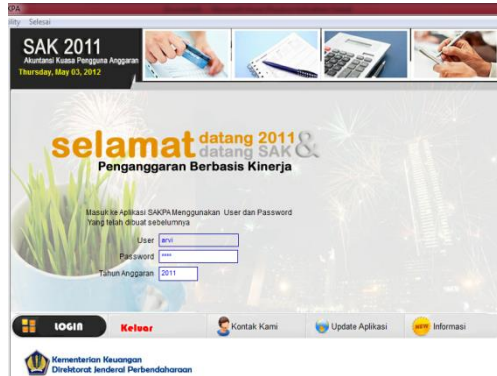 KPA
ility Selesai
SAK 2011
Akuntansi Kuasa Pengguna Anggaran
Thursday, May 03, 2012
selamat datang 2011 &
datang SAK
Penganggaran Berbasis Kinerja
Masuk ke Aplikasi SAKPA Menggunakan User dan Password
Yang telah dibuat sebelumnya
User arvi
Password ****
Tahun Anggaran 2011
LOGIN Keluar Kontak Kami Update Aplikasi NEW Informasi
Kementerian Keuangan
Direktorat Jenderal Perbendaharaan